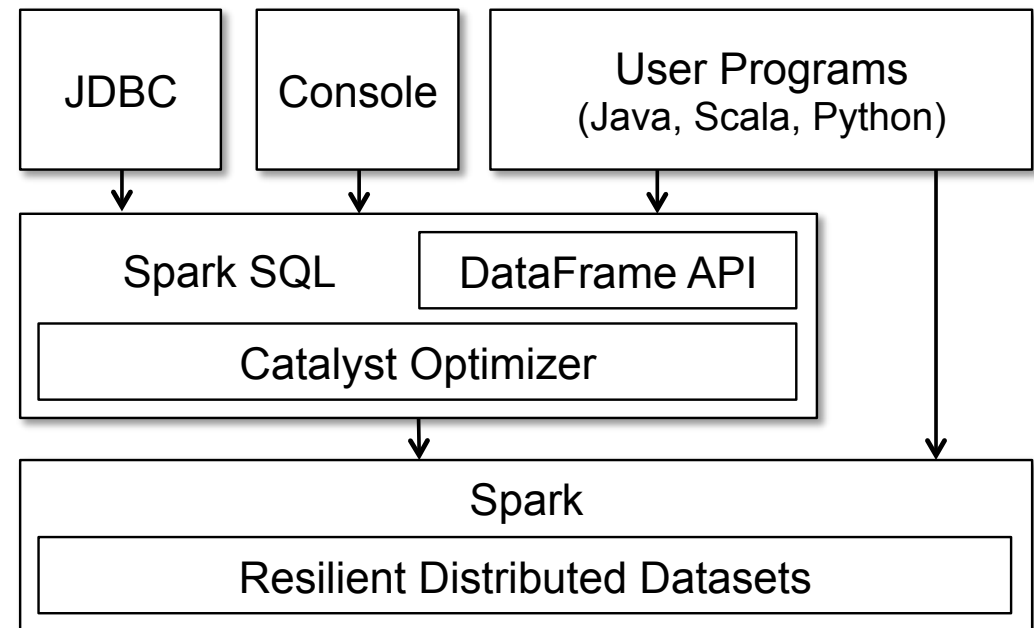 JDBC
Console
User Programs
(Java, Scala, Python)
Spark SQL
DataFrame API
Catalyst Optimizer
Spark
Resilient Distributed Datasets